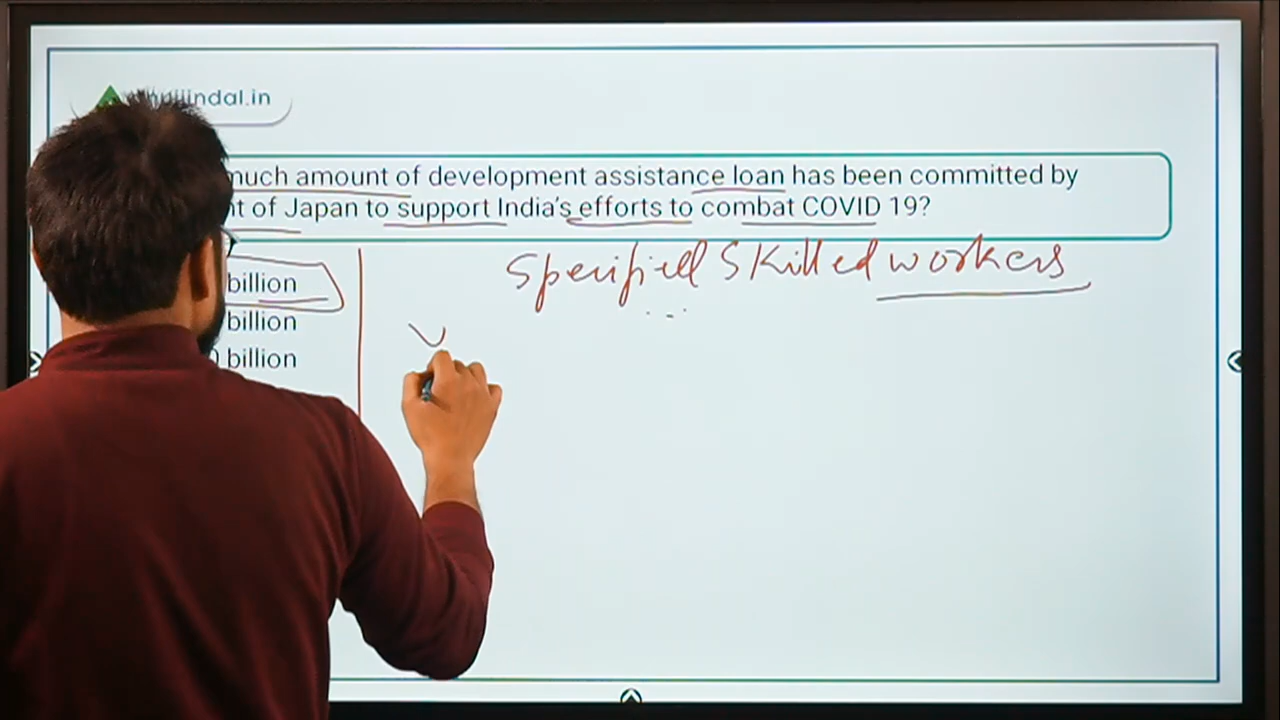 jindal.in
much amount of development assistance loan has been committed by
of Japan to support India's efforts to combat COVID 19?
Specified Skilled workers
billion
billion
billion